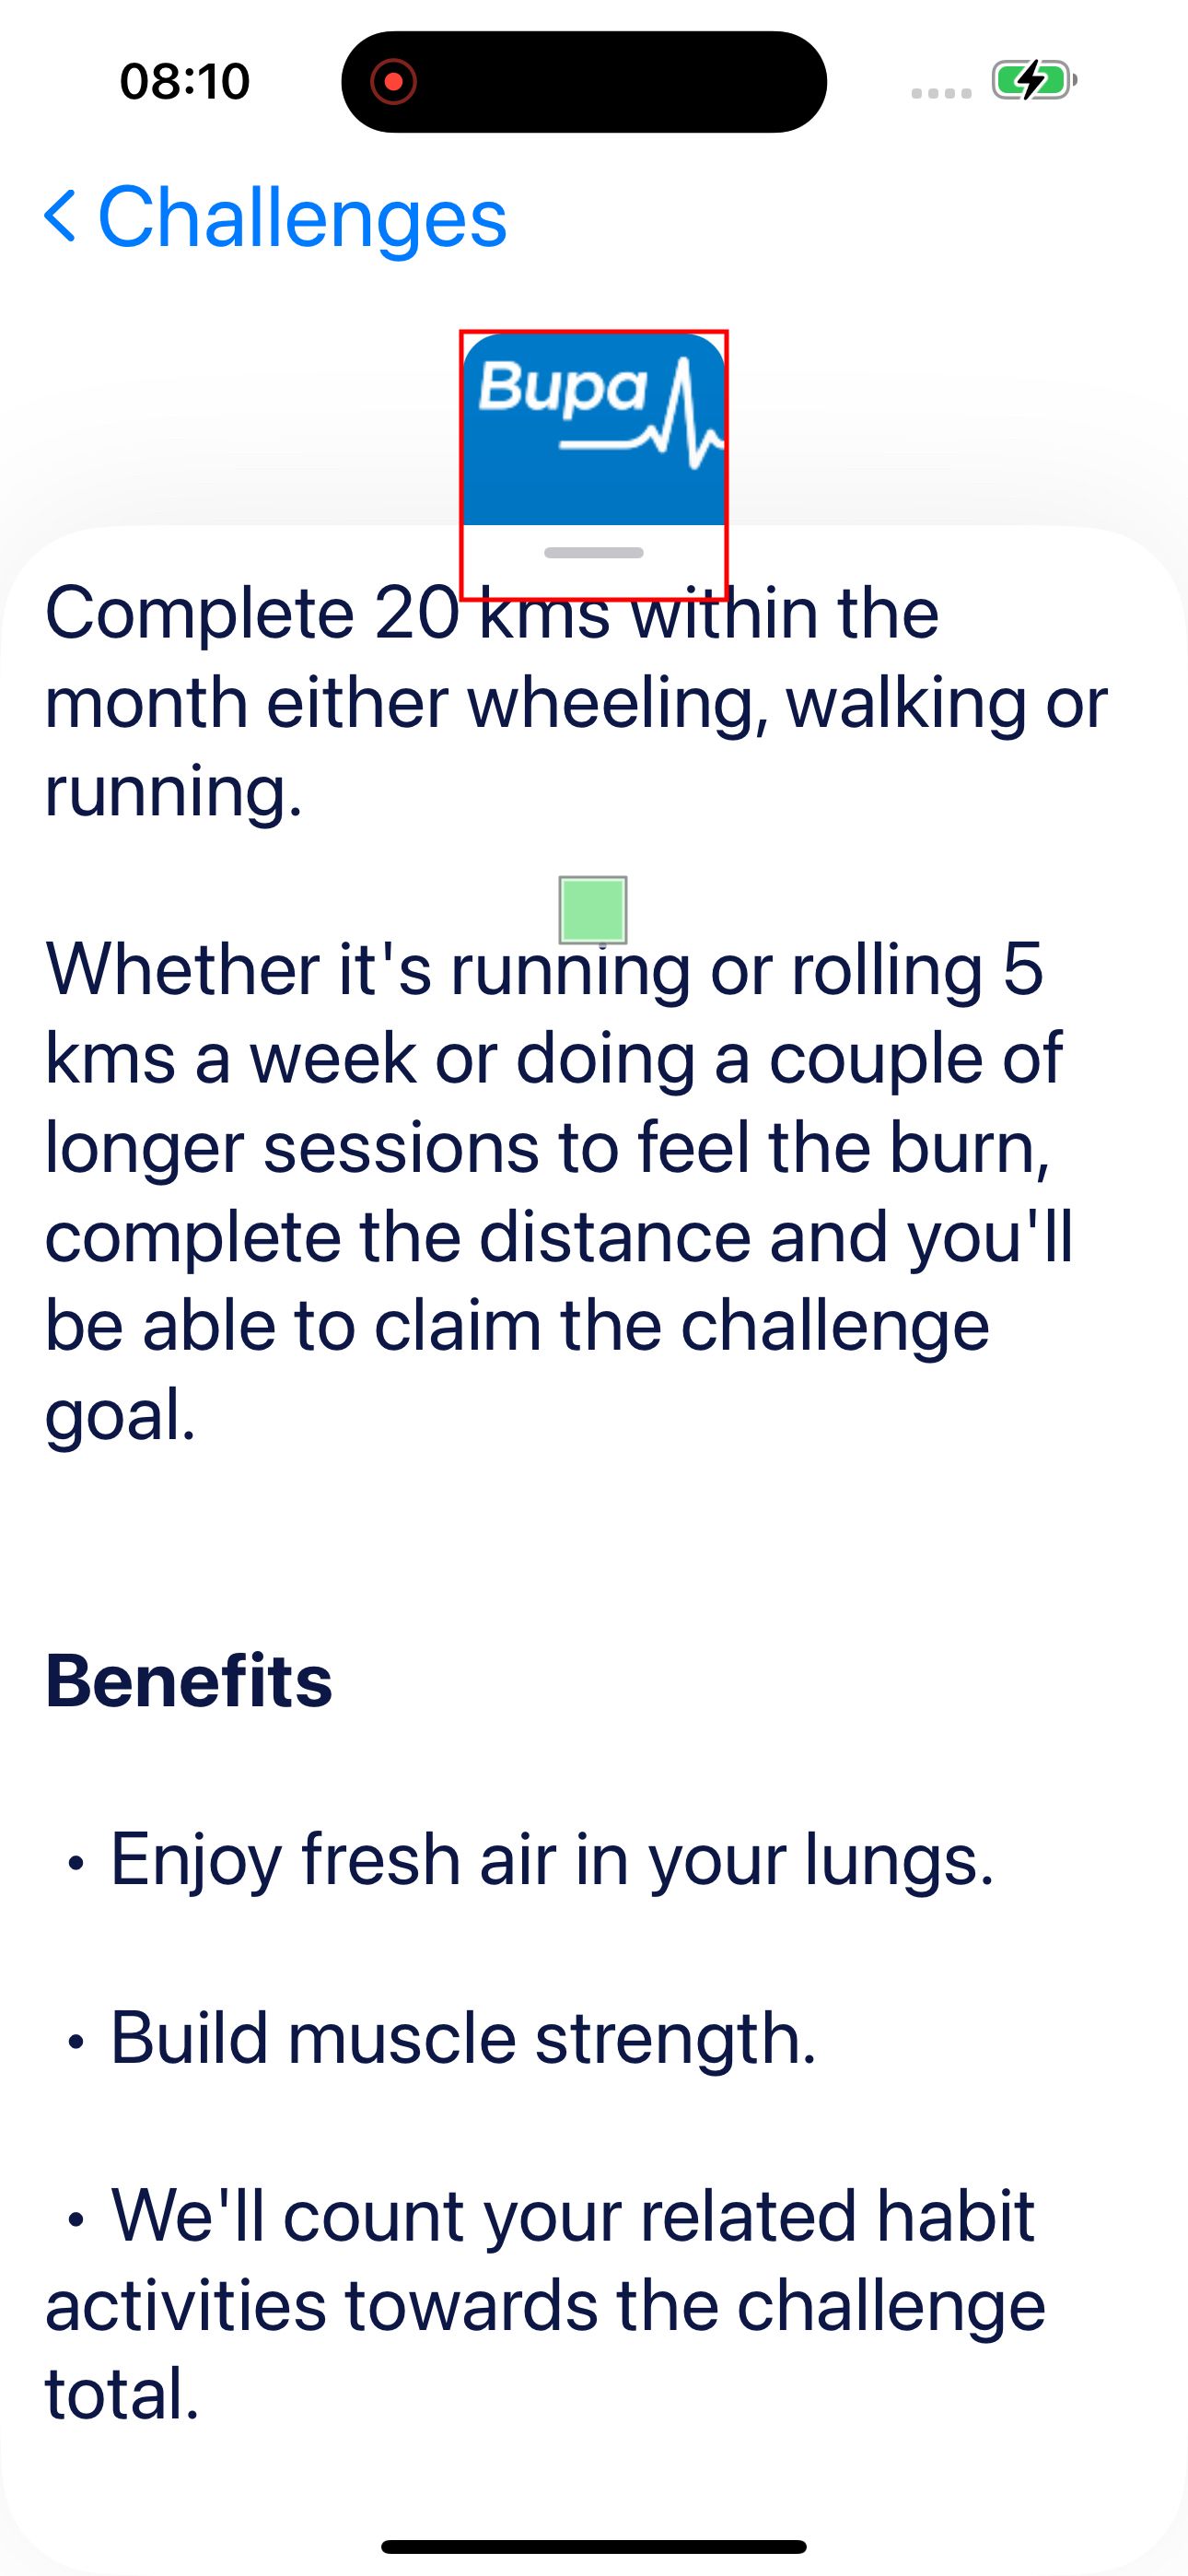 08:10
Challenges
Bupa
Complete 20 kms within the
month either wheeling, walking or
running.
Whether it's running or rolling 5
kms a week or doing a couple of
longer sessions to feel the burn,
complete the distance and you'll
be able to claim the challenge
goal.
Benefits
• Enjoy fresh air in your lungs.
• Build muscle strength.
• We'll count your related habit
activities towards the challenge
total.